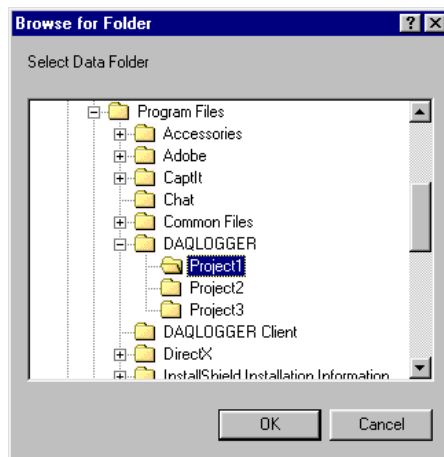 Browse for Folder
Select Data Folder
Program Files
Accessories
Adobe
CaptIt
Chat
Common Files
DAQLOGGER
Project1
Project2
Project3
DAQLOGGER Client
DirectX
InstallShield Installation Information
OK
Cancel